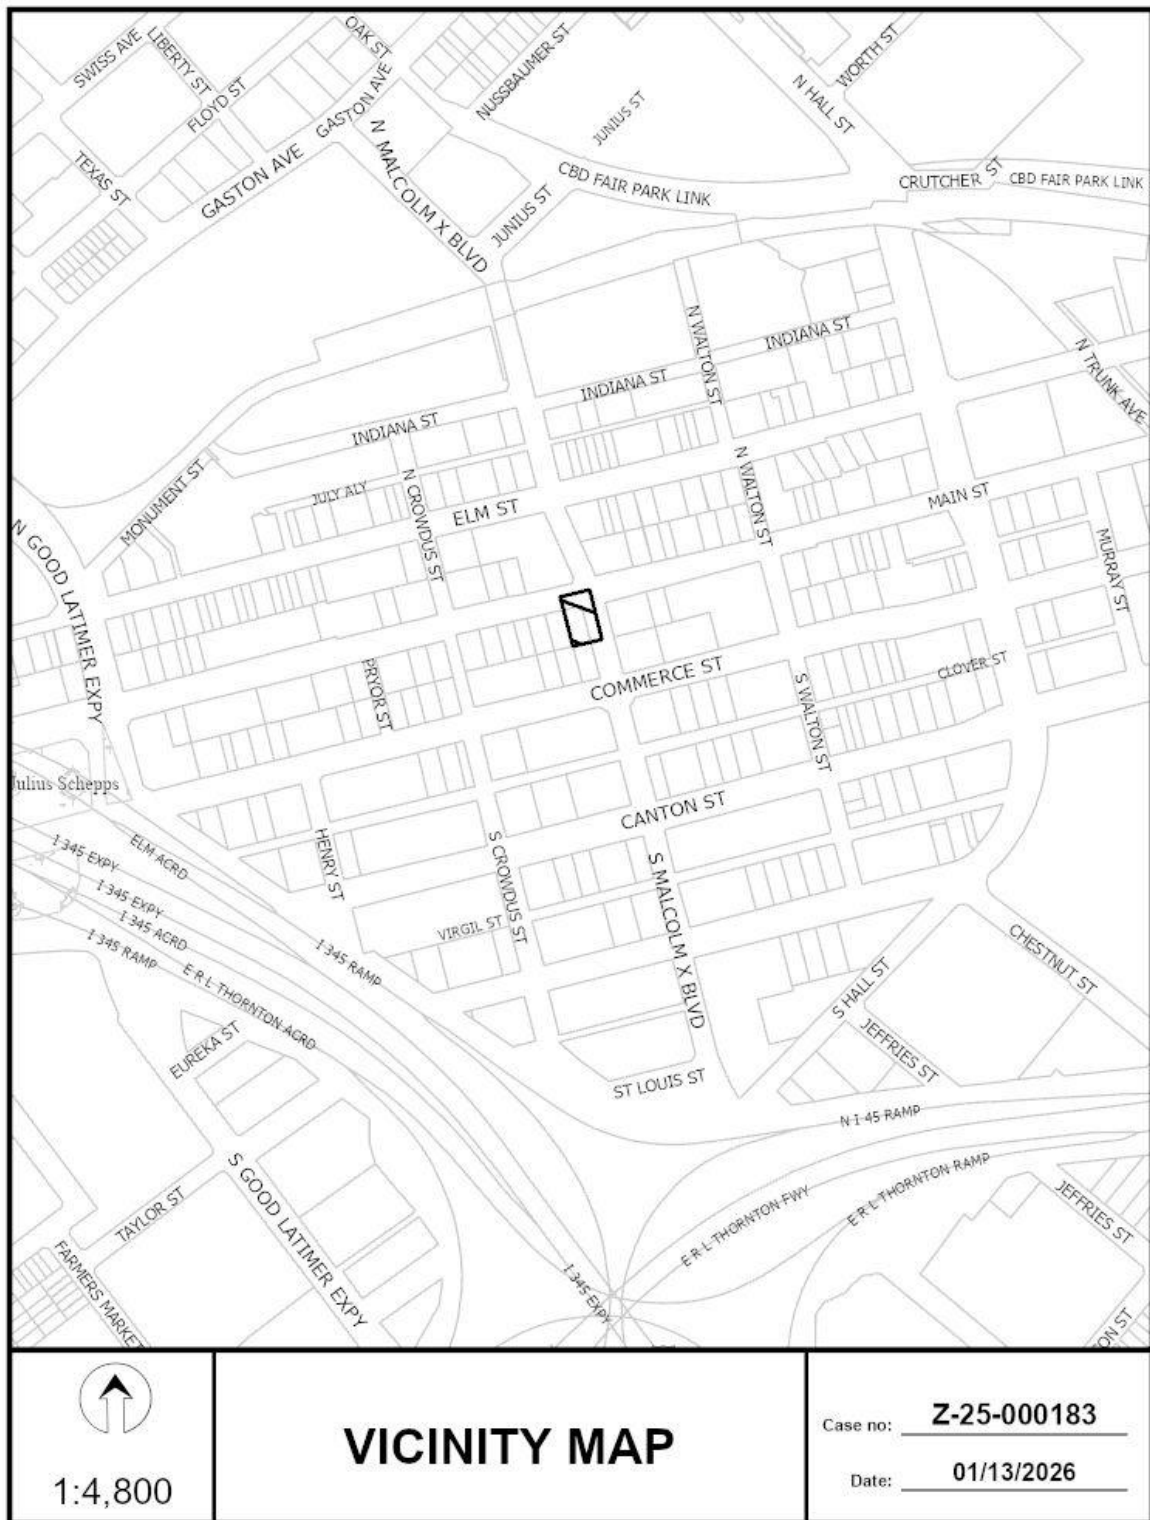 OAK ST
SWISS AVE
LIBERTY ST
FLOYD ST
GASTON AVE
NUSSBAUMER ST
WORTH ST
N HALL ST
JUNIUS ST
TEXAS ST
GASTON AVE
N MALCOLM X BLVD
JUNIUS ST
CBD FAIR PARK LINK
CRUTCHER ST
CBD FAIR PARK LINK
N WALTON ST
INDIANA ST
INDIANA ST
INDIANA ST
N TRUNK AVE
MONUMENT ST
JULY ALY
N CROWDUS ST
ELM ST
N WALTON ST
MAIN ST
MURRAY ST
N GOOD LATIMER EXPY
PRYOR ST
COMMERCE ST
S WALTON ST
CLOVER ST
Julius Schepps
I 345 EXPY
ELM ACRD
I 345 EXPY
I 345 ACRD
I 345 RAMP
HENRY ST
S CROWDUS ST
CANTON ST
S MALCOLM X BLVD
VIRGIL ST
I 345 RAMP
E R L THORNTON ACRD
EUREKA ST
S HALL ST
CHESTNUT ST
JEFFRIES ST
ST LOUIS ST
N I 45 RAMP
S GOOD LATIMER EXPY
TAYLOR ST
FARMERS MARKET
I 345 EXPY
E R L THORNTON FWY
E R L THORNTON RAMP
JEFFRIES ST
ON ST
1:4,800
VICINITY MAP
Case no: Z-25-000183
Date: 01/13/2026